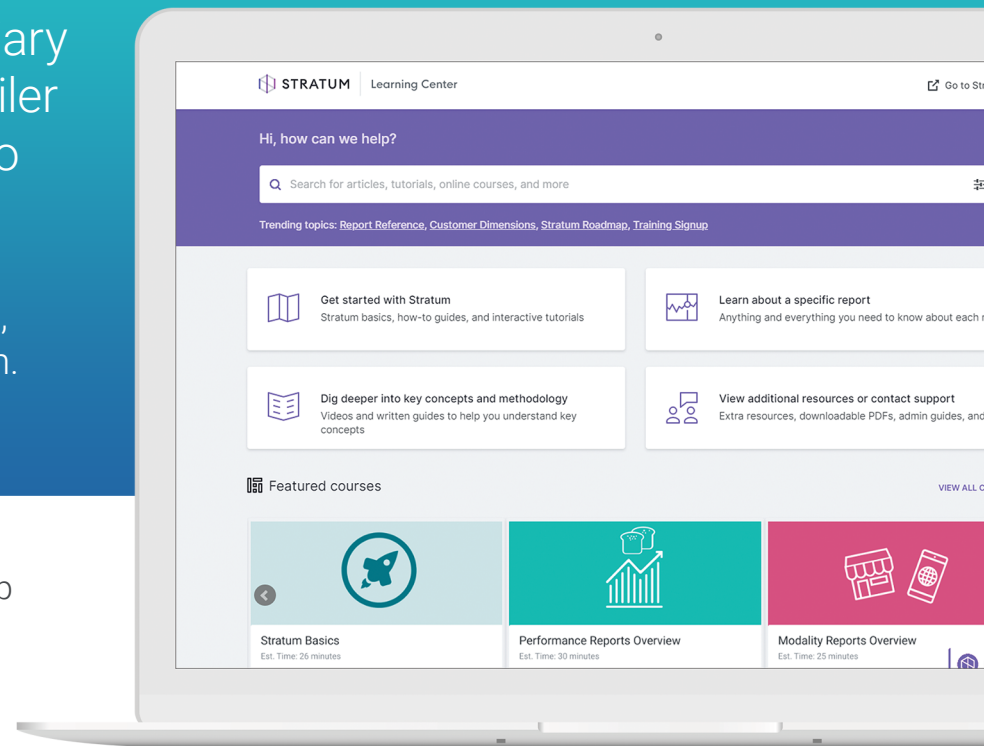 ary
iler
o
,
n.
o
STRATUM Learning Center
Go to Str
Hi, how can we help?
Search for articles, tutorials, online courses, and more
Trending topics: Report Reference, Customer Dimensions, Stratum Roadmap, Training Signup
Get started with Stratum
Stratum basics, how-to guides, and interactive tutorials
Learn about a specific report
Anything and everything you need to know about each r
Dig deeper into key concepts and methodology
Videos and written guides to help you understand key
concepts
View additional resources or contact support
Extra resources, downloadable PDFs, admin guides, and
Featured courses
VIEW ALL C
Stratum Basics
Est. Time: 26 minutes
Performance Reports Overview
Est. Time: 30 minutes
Modality Reports Overview
Est. Time: 25 minutes